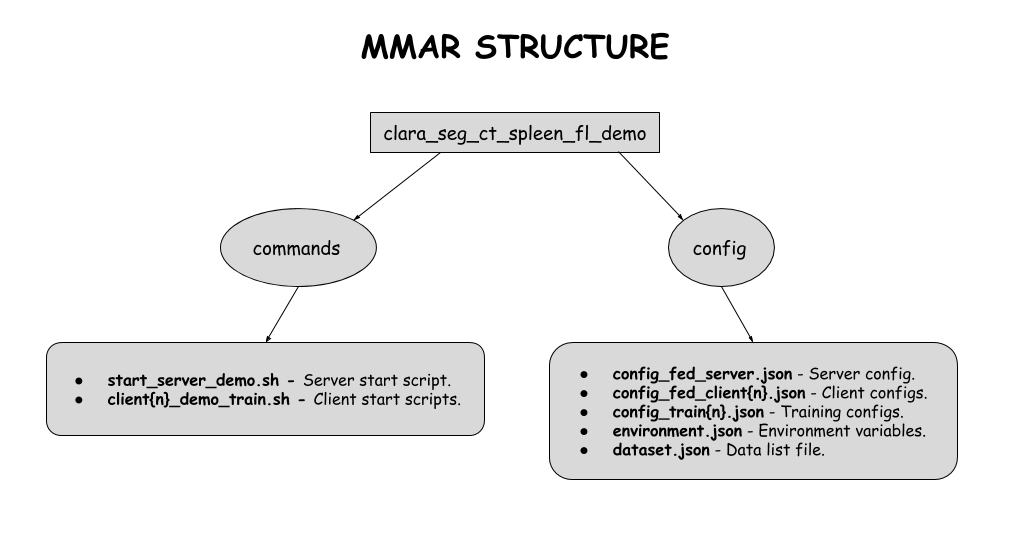 MMAR STRUCTURE
clara_seg_ct_spleen_fl_demo
commands
config
● start_server_demo.sh - Server start script.
● client{n}_demo_train.sh - Client start scripts.
● config_fed_server.json - Server config.
● config_fed_client{n}.json - Client configs.
● config_train{n}.json - Training configs.
● environment.json - Environment variables.
● dataset.json - Data list file.